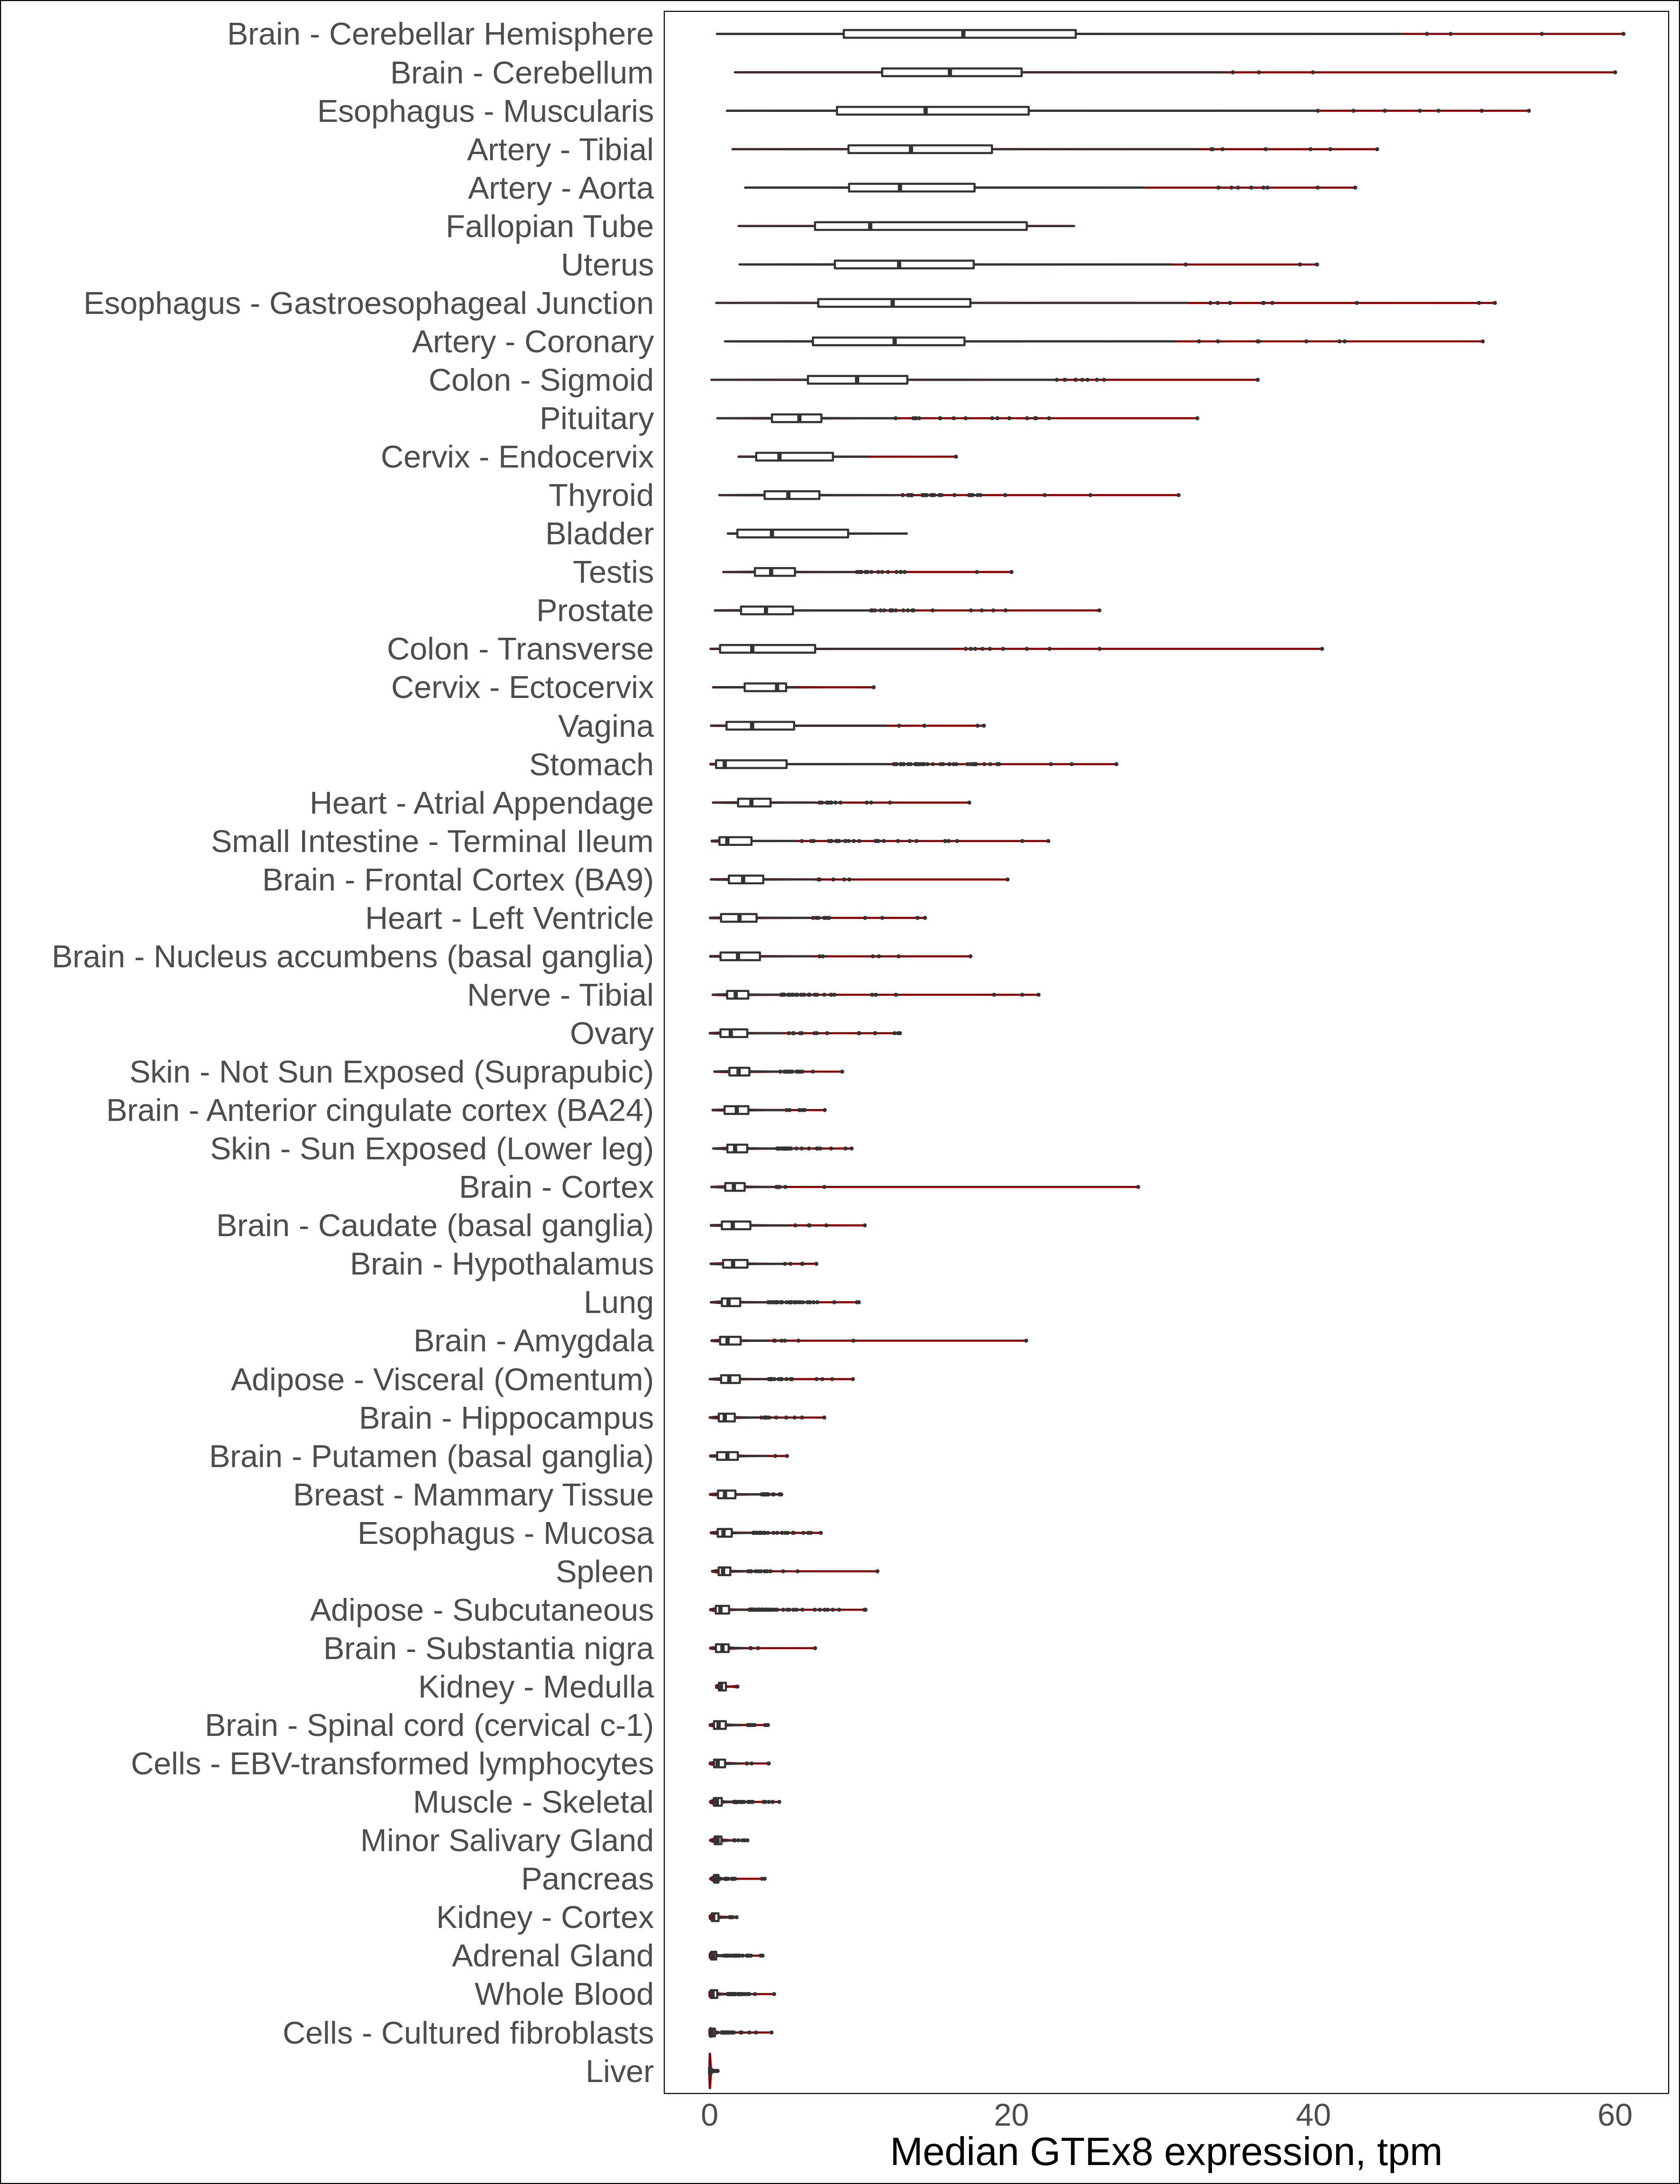 Brain - Cerebellar Hemisphere
Brain - Cerebellum
Esophagus - Muscularis
Artery - Tibial
Artery - Aorta
Fallopian Tube
Uterus
Esophagus - Gastroesophageal Junction
Artery - Coronary
Colon - Sigmoid
Pituitary
Cervix - Endocervix
Thyroid
Bladder
Testis
Prostate
Colon - Transverse
Cervix - Ectocervix
Vagina
Stomach
Heart - Atrial Appendage
Small Intestine - Terminal Ileum
Brain - Frontal Cortex (BA9)
Heart - Left Ventricle
Brain - Nucleus accumbens (basal ganglia)
Nerve - Tibial
Ovary
Skin - Not Sun Exposed (Suprapubic)
Brain - Anterior cingulate cortex (BA24)
Skin - Sun Exposed (Lower leg)
Brain - Cortex
Brain - Caudate (basal ganglia)
Brain - Hypothalamus
Lung
Brain - Amygdala
Adipose - Visceral (Omentum)
Brain - Hippocampus
Brain - Putamen (basal ganglia)
Breast - Mammary Tissue
Esophagus - Mucosa
Spleen
Adipose - Subcutaneous
Brain - Substantia nigra
Kidney - Medulla
Brain - Spinal cord (cervical c-1)
Cells - EBV-transformed lymphocytes
Muscle - Skeletal
Minor Salivary Gland
Pancreas
Kidney - Cortex
Adrenal Gland
Whole Blood
Cells - Cultured fibroblasts
Liver
0 20 40 60
Median GTEx8 expression, tpm